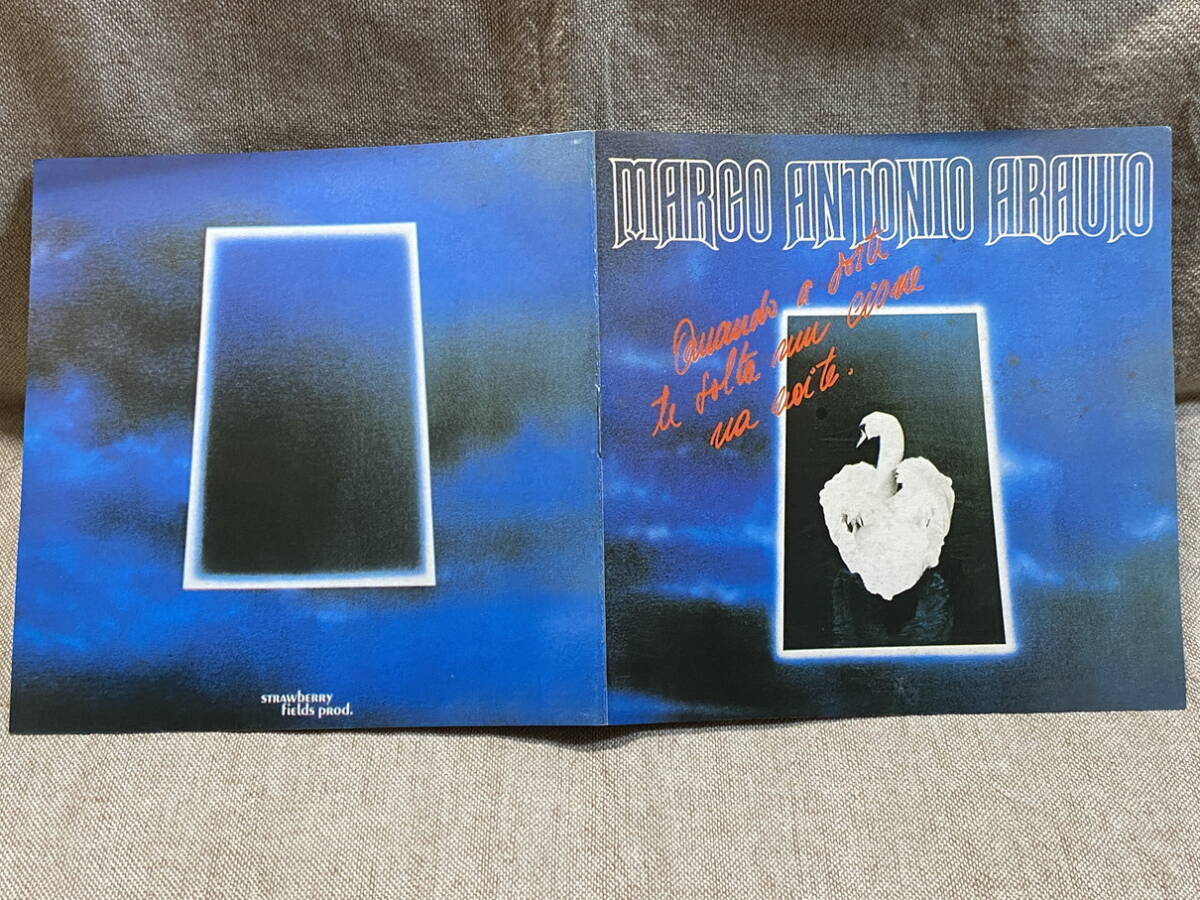 MARCO ANTONIO ARAUJO
Quando a sorte
te solta um cisne
na noite.
STRAWBERRY
fields prod.